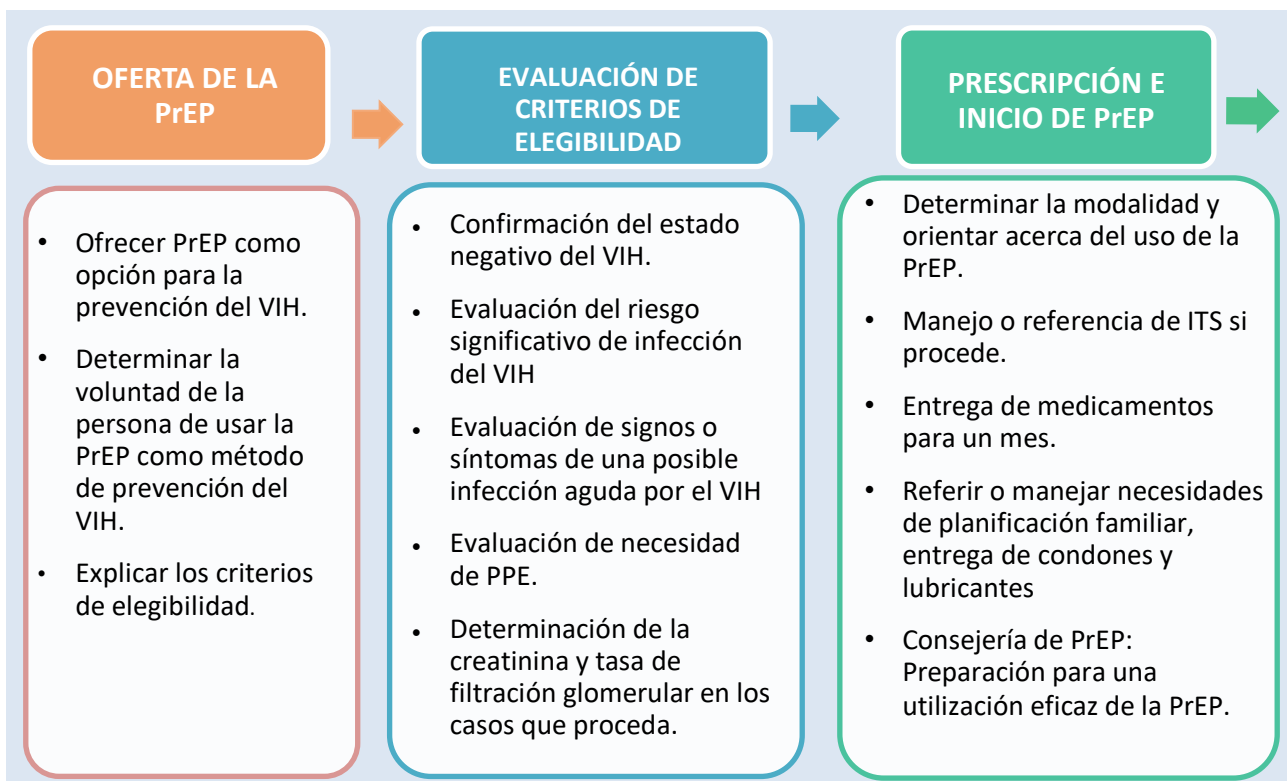 OFERTA DE LA
PrEP
EVALUACIÓN DE
CRITERIOS DE
ELEGIBILIDAD
PRESCRIPCIÓN E
INICIO DE PrEP
• Ofrecer PrEP como
opción para la
prevención del VIH.
• Determinar la
voluntad de la
persona de usar la
PrEP como método
de prevención del
VIH.
• Explicar los criterios
de elegibilidad.
• Confirmación del estado
negativo del VIH.
• Evaluación del riesgo
significativo de infección
del VIH
• Evaluación de signos o
síntomas de una posible
infección aguda por el VIH
• Evaluación de necesidad
de PPE.
• Determinación de la
creatinina y tasa de
filtración glomerular en los
casos que proceda.
• Determinar la modalidad y
orientar acerca del uso de la
PrEP.
• Manejo o referencia de ITS si
procede.
• Entrega de medicamentos
para un mes.
• Referir o manejar necesidades
de planificación familiar,
entrega de condones y
lubricantes
• Consejería de PrEP:
Preparación para una
utilización eficaz de la PrEP.